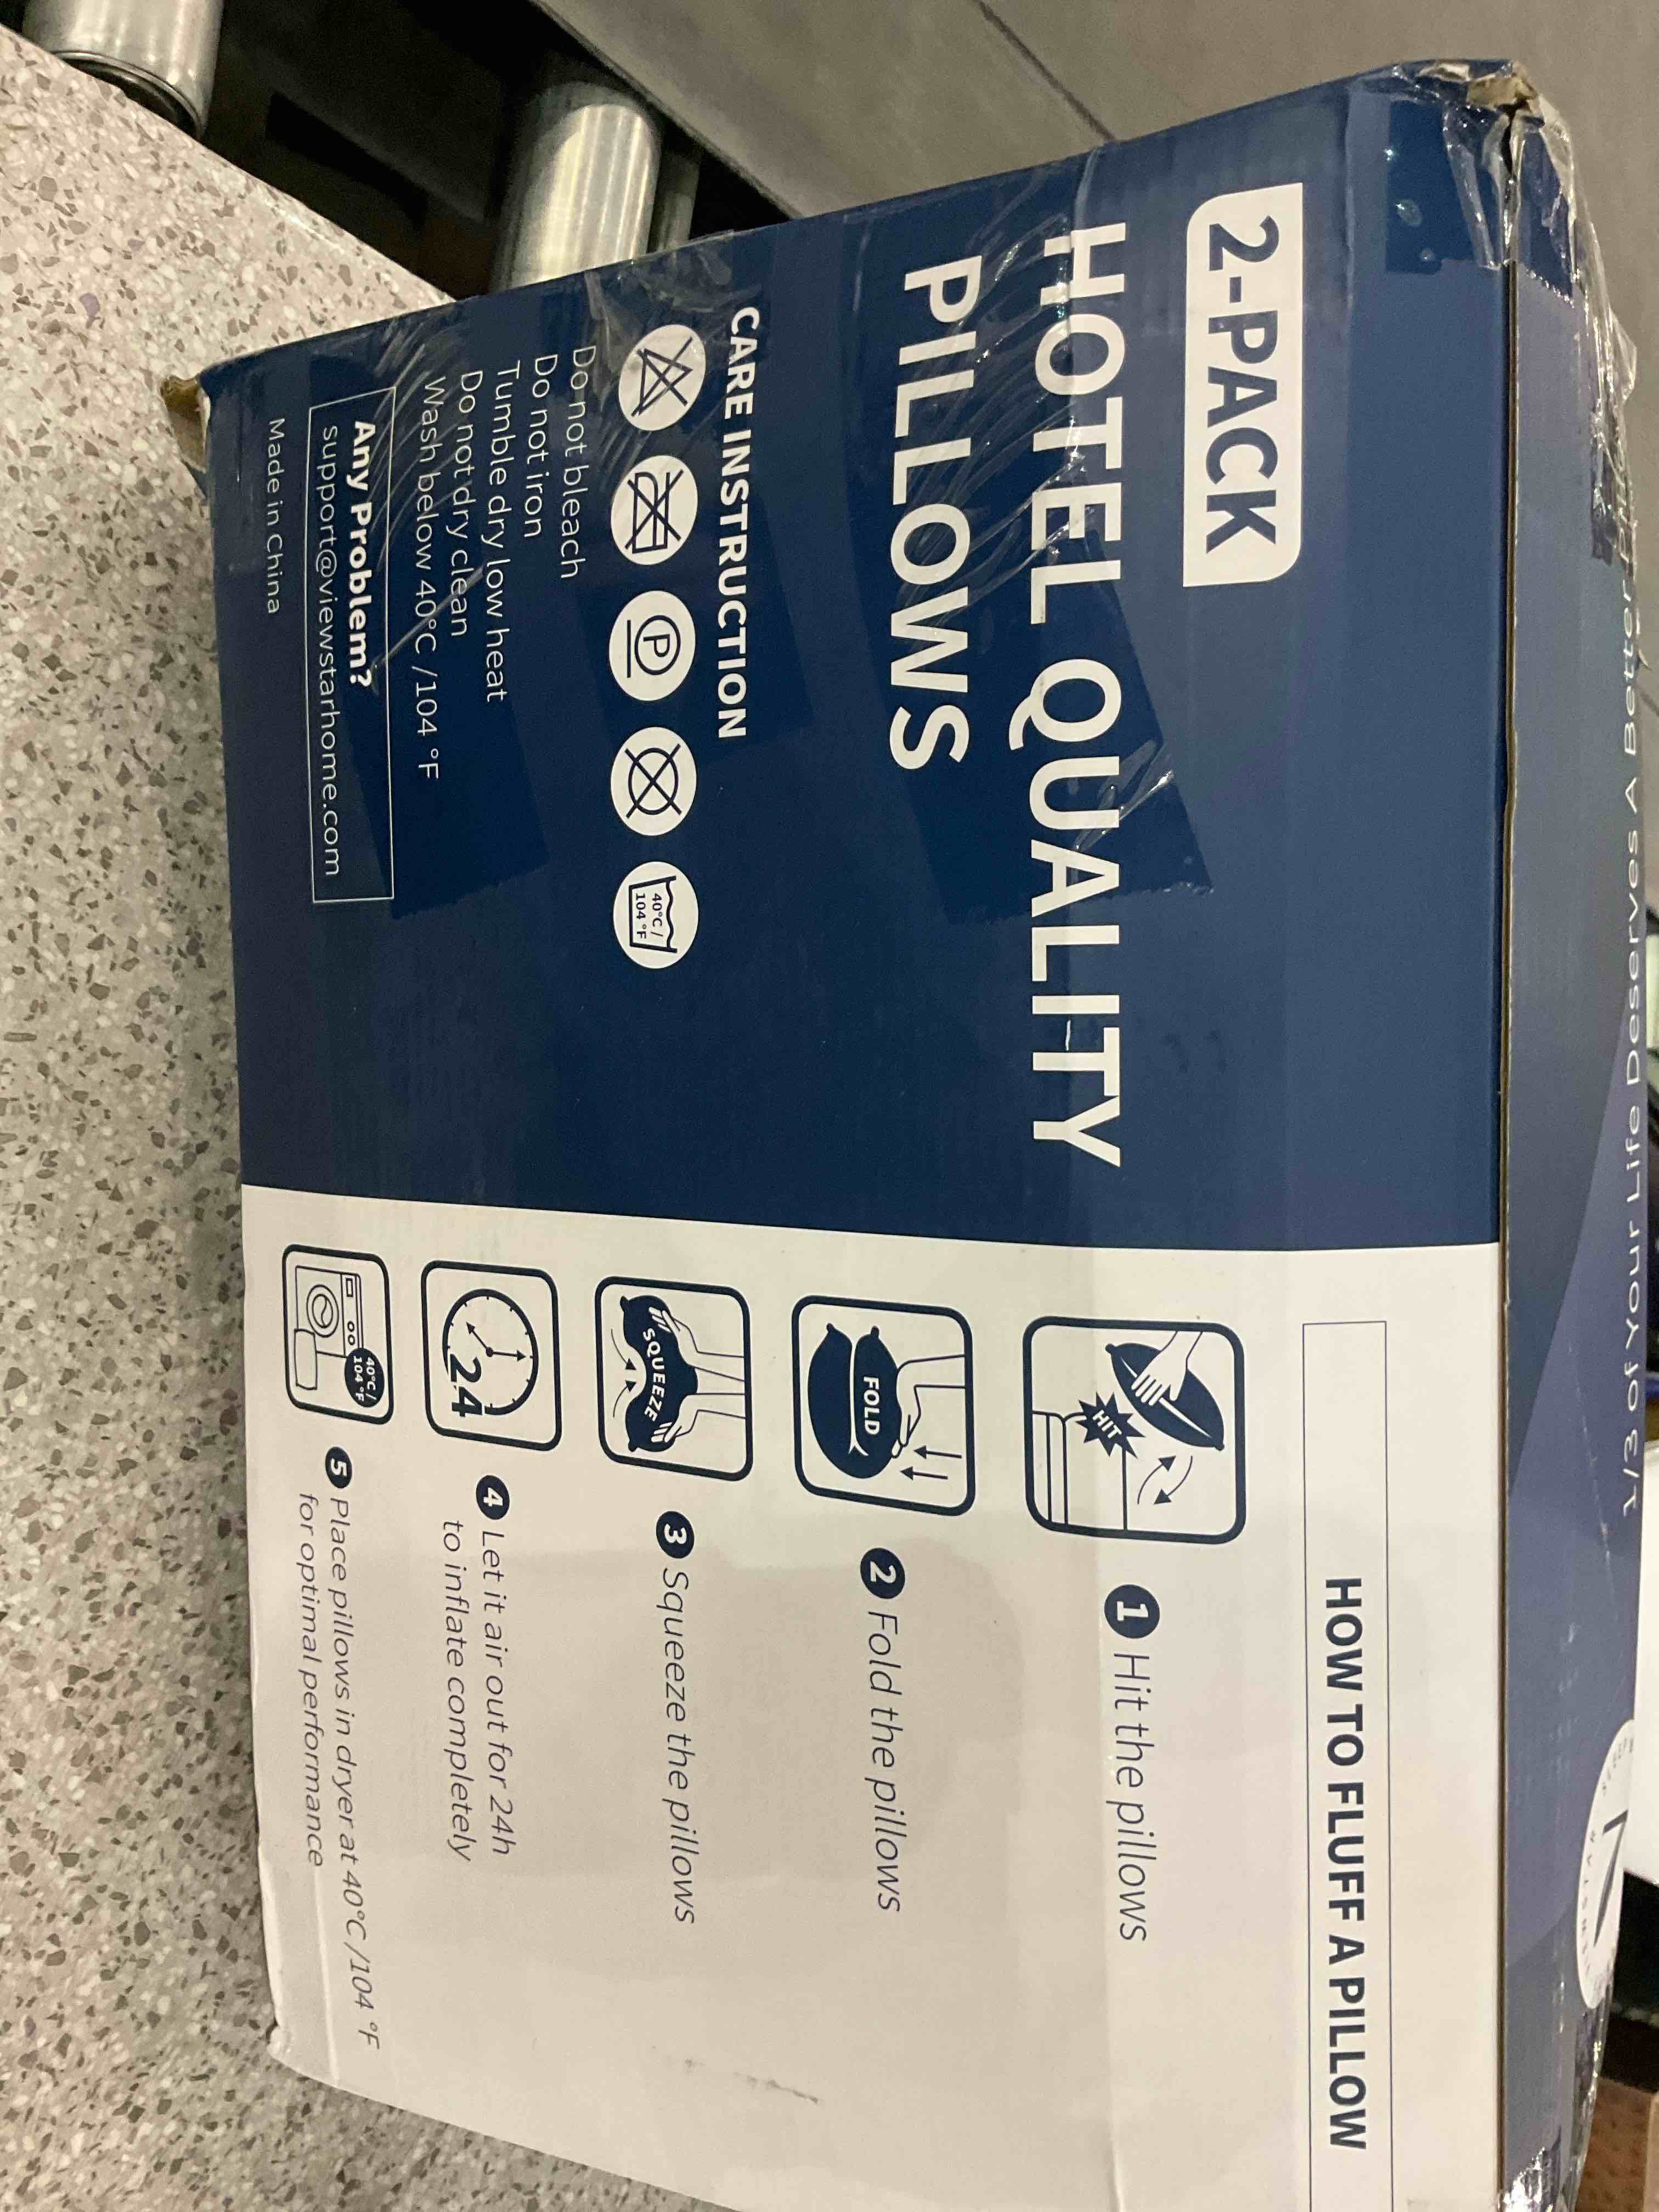 2-PACK
HOTEL QUALITY
PILLOWS
CARE INSTRUCTION
P
40°C /
104 °F
Do not bleach
Do not iron
Tumble dry low heat
Do not dry clean
Wash below 40°C /104 °F
Any Problem?
support@viewstarhome.com
Made in China
HOW TO FLUFF A PILLOW
HIT
1 Hit the pillows
FOLD
2 Fold the pillows
SQUEEZE
3 Squeeze the pillows
24
4 Let it air out for 24h
to inflate completely
40°C /
104 °F
5 Place pillows in dryer at 40°C /104 °F
for optimal performance
1/3 of Your Life Deserves A Better